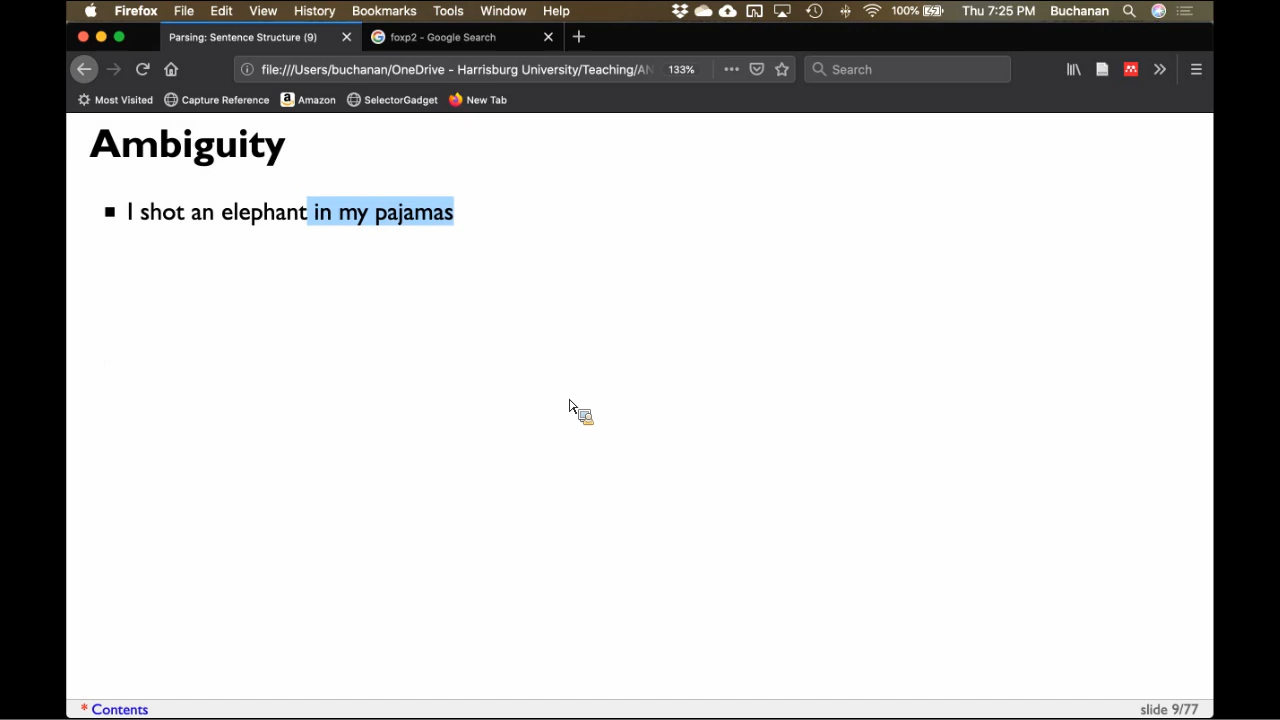 Firefox File Edit View History Bookmarks Tools Window Help 100% Thu 7:25 PM Buchanan
Parsing: Sentence Structure (9) foxp2 - Google Search
file:///Users/buchanan/OneDrive - Harrisburg University/Teaching/AN 133% Search
Most Visited Capture Reference Amazon SelectorGadget New Tab
Ambiguity
I shot an elephant in my pajamas
* Contents slide 9/77